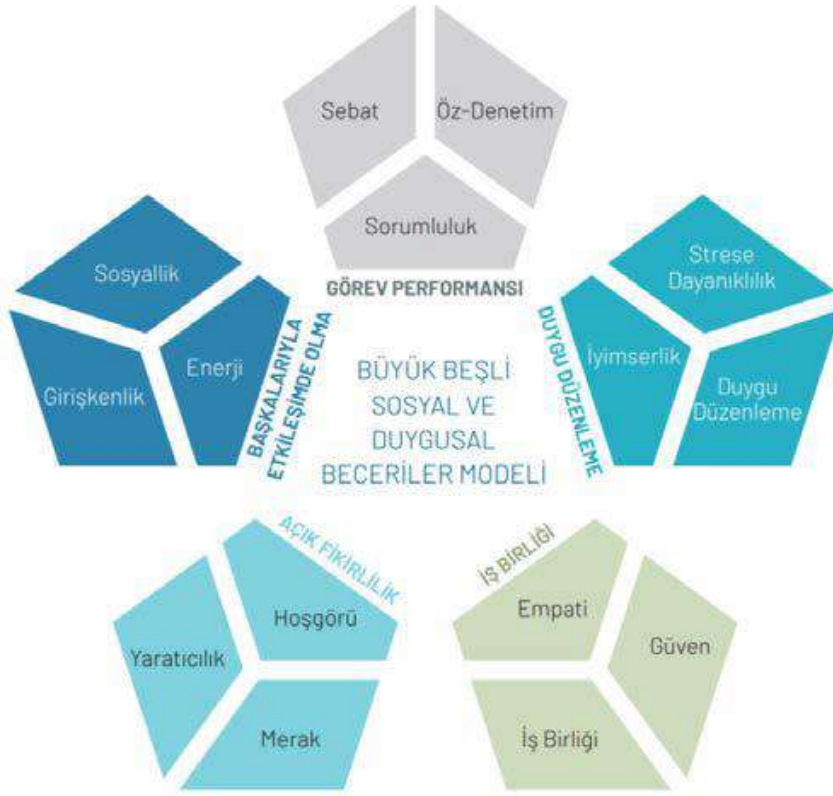 Sebat
Öz-Denetim
Sorumluluk
GÖREV PERFORMANSI
Sosyallik
Enerji
Girişkenlik
BAŞKALARIYLA
ETKİLEŞİMDE OLMA
BÜYÜK BEŞLİ
SOSYAL VE
DUYGUSAL
BECERİLER MODELİ
DUYGU DÜZENLEME
Strese
Dayanıklılık
İyimserlik
Duygu
Düzenleme
AÇIK FİKİRLİLİK
Hoşgörü
Yaratıcılık
Merak
İŞ BİRLİĞİ
Empati
Güven
İş Birliği